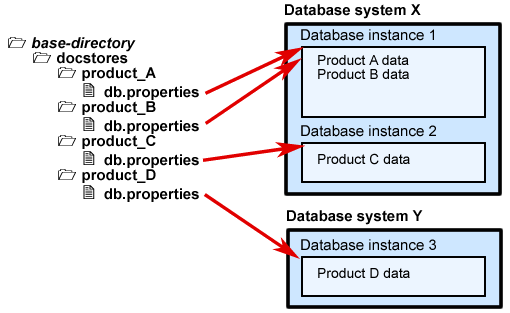 base-directory
docstores
product_A
db.properties
product_B
db.properties
product_C
db.properties
product_D
db.properties
Database system X
Database instance 1
Product A data
Product B data
Database instance 2
Product C data
Database system Y
Database instance 3
Product D data